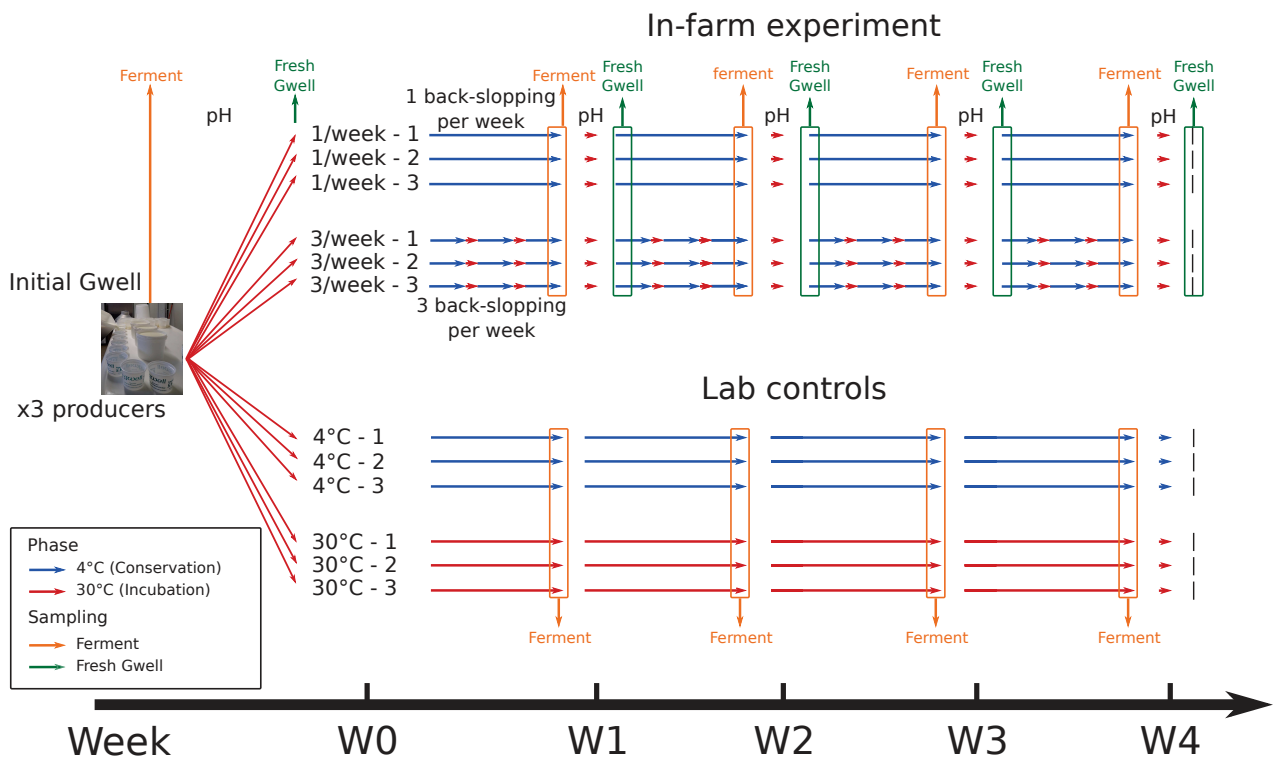 In-farm experiment
Ferment
Fresh
Gwell
Ferment
Fresh
Gwell
ferment
Fresh
Gwell
Ferment
Fresh
Gwell
Ferment
Fresh
Gwell
pH
1 back-slopping
per week
pH
pH
pH
pH
1/week - 1
1/week - 2
1/week - 3
3/week - 1
3/week - 2
3/week - 3
3 back-slopping
per week
Initial Gwell
x3 producers
Lab controls
4°C - 1
4°C - 2
4°C - 3
30°C - 1
30°C - 2
30°C - 3
Ferment
Ferment
Ferment
Ferment
Phase
4°C (Conservation)
30°C (Incubation)
Sampling
Ferment
Fresh Gwell
Week
W0
W1
W2
W3
W4